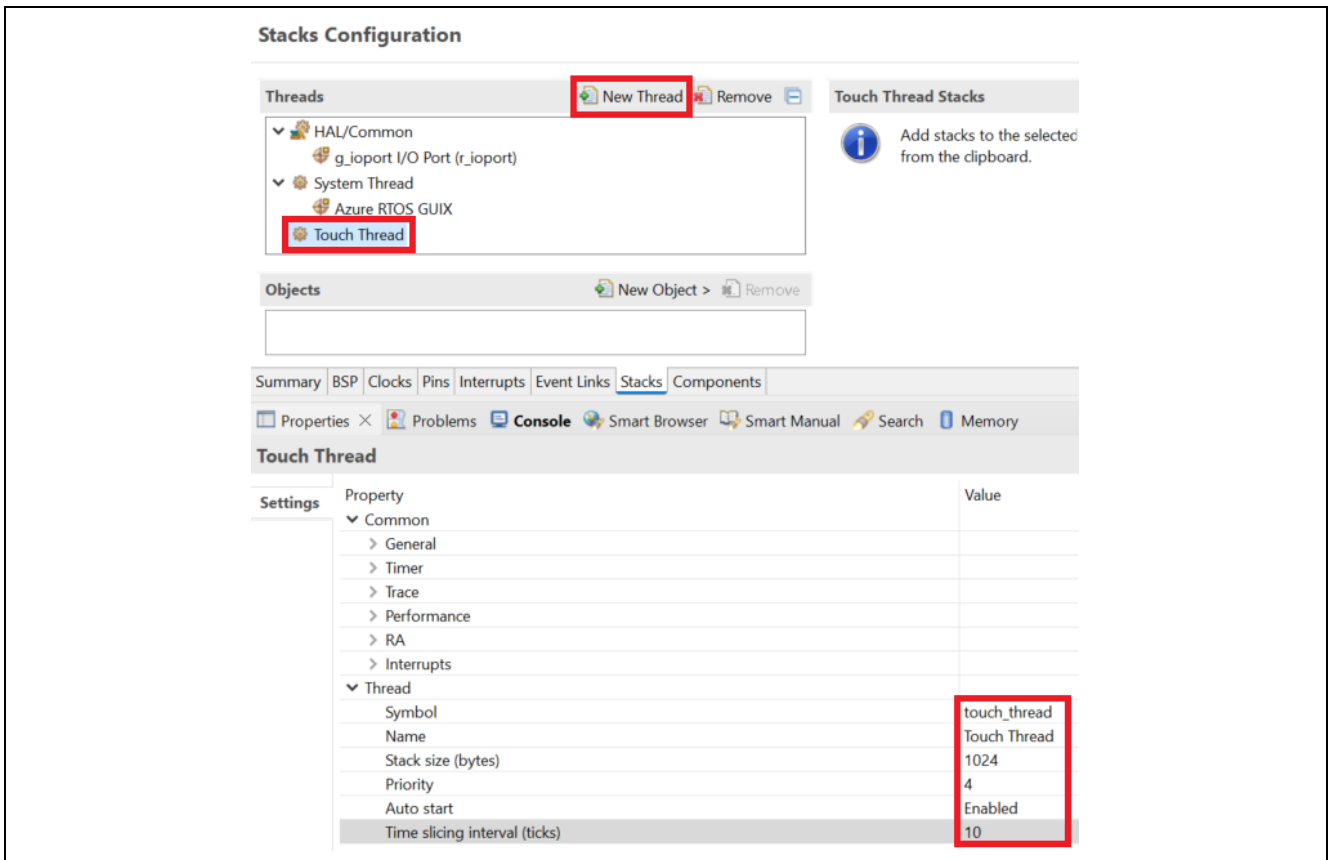 Stacks Configuration
Threads New Thread Remove Touch Thread Stacks
HAL/Common Add stacks to the selected
g_ioport I/O Port (r_ioport) from the clipboard.
System Thread
Azure RTOS GUIX
Touch Thread
Objects New Object > Remove
Summary BSP Clocks Pins Interrupts Event Links Stacks Components
Properties Problems Console Smart Browser Smart Manual Search Memory
Touch Thread
Settings Property Value
Common
General
Timer
Trace
Performance
RA
Interrupts
Thread
Symbol touch_thread
Name Touch Thread
Stack size (bytes) 1024
Priority 4
Auto start Enabled
Time slicing interval (ticks) 10